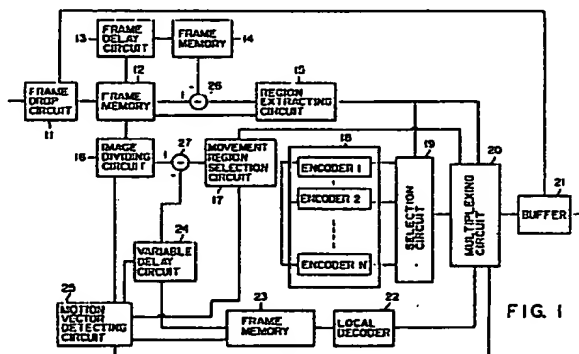 FRAME
DELAY
CIRCUIT
13
FRAME
MEMORY
14
FRAME
DROP
CIRCUIT
11
12
FRAME
MEMORY
1
26
15
REGION
EXTRACTING
CIRCUIT
16
IMAGE
DIVIDING
CIRCUIT
1
27
MOVEMENT
REGION
SELECTION
CIRCUIT
17
18
ENCODER 1
ENCODER 2
ENCODER N
19
SELECTION
CIRCUIT
20
MULTIPLEXING
CIRCUIT
21
BUFFER
24
VARIABLE
DELAY
CIRCUIT
25
MOTION
VECTOR
DETECTING
CIRCUIT
23
FRAME
MEMORY
22
LOCAL
DECODER
FIG. 1